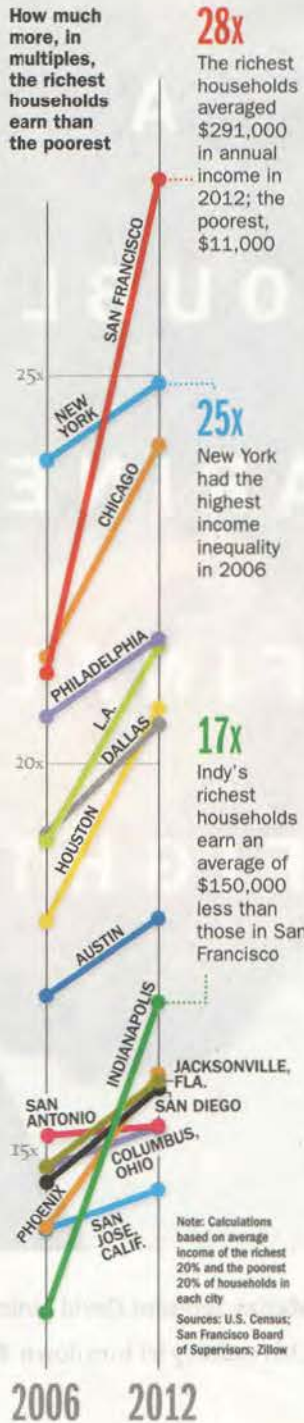 How much
more, in
multiples,
the richest
households
earn than
the poorest
28x
The richest
households
averaged
$291,000
in annual
income in
2012; the
poorest,
$11,000
SAN FRANCISCO
25x
NEW
YORK
CHICAGO
25x
New York
had the
highest
income
inequality
in 2006
PHILADELPHIA
L.A.
DALLAS
20x
HOUSTON
17x
Indy's
richest
households
earn an
average of
$150,000
less than
those in San
Francisco
AUSTIN
INDIANAPOLIS
JACKSONVILLE,
FLA.
SAN
ANTONIO
SAN DIEGO
15x
COLUMBUS,
OHIO
PHOENIX
SAN
JOSE,
CALIF.
Note: Calculations
based on average
income of the richest
20% and the poorest
20% of households in
each city
Sources: U.S. Census;
San Francisco Board
of Supervisors; Zillow
2006 2012